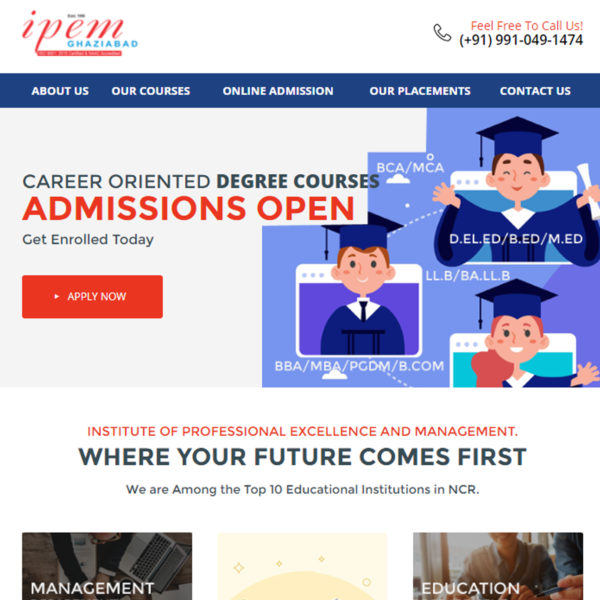 ipem
GHAZIABAD
Feel Free To Call Us!
(+91) 991-049-1474
ABOUT US
OUR COURSES
ONLINE ADMISSION
OUR PLACEMENTS
CONTACT US
BCA/MCA
CAREER ORIENTED DEGREE COURSES
ADMISSIONS OPEN
Get Enrolled Today
D.EL.ED/B.ED/M.ED
LL.B/BA.LL.B
APPLY NOW
BBA/MBA/PGDM/B.COM
INSTITUTE OF PROFESSIONAL EXCELLENCE AND MANAGEMENT.
WHERE YOUR FUTURE COMES FIRST
We are Among the Top 10 Educational Institutions in NCR.
MANAGEMENT
EDUCATION